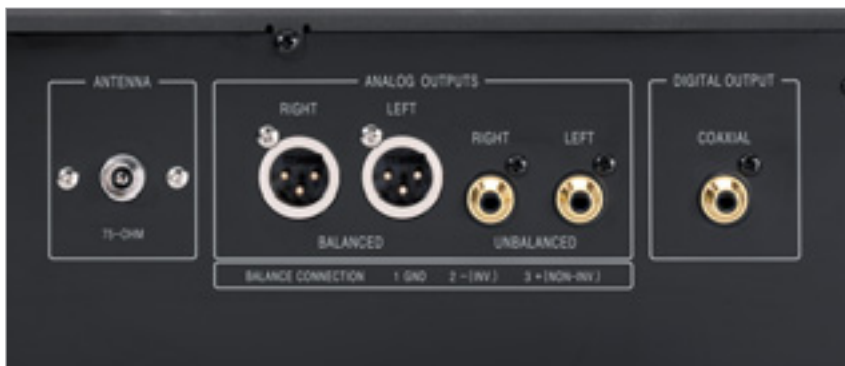 ANTENNA
75-OHM
ANALOG OUTPUTS
RIGHT LEFT
RIGHT LEFT
BALANCED UNBALANCED
BALANCE CONNECTION 1 GND 2 -(INV.) 3 +(NON-INV.)
DIGITAL OUTPUT
COAXIAL